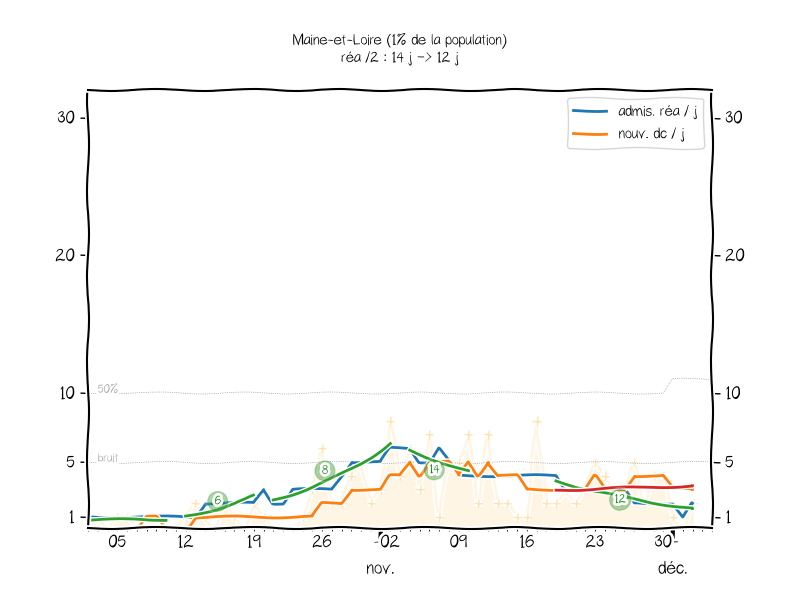 Maine-et-Loire (1% de la population)
réa /2 : 14 j -> 12 j
admis. réa / j
nouv. dc / j
30 30
20 20
10 50% 10
5 bruit 5
1 1
6 8 14 12
05 12 19 26 02 09 16 23 30
nov. déc.